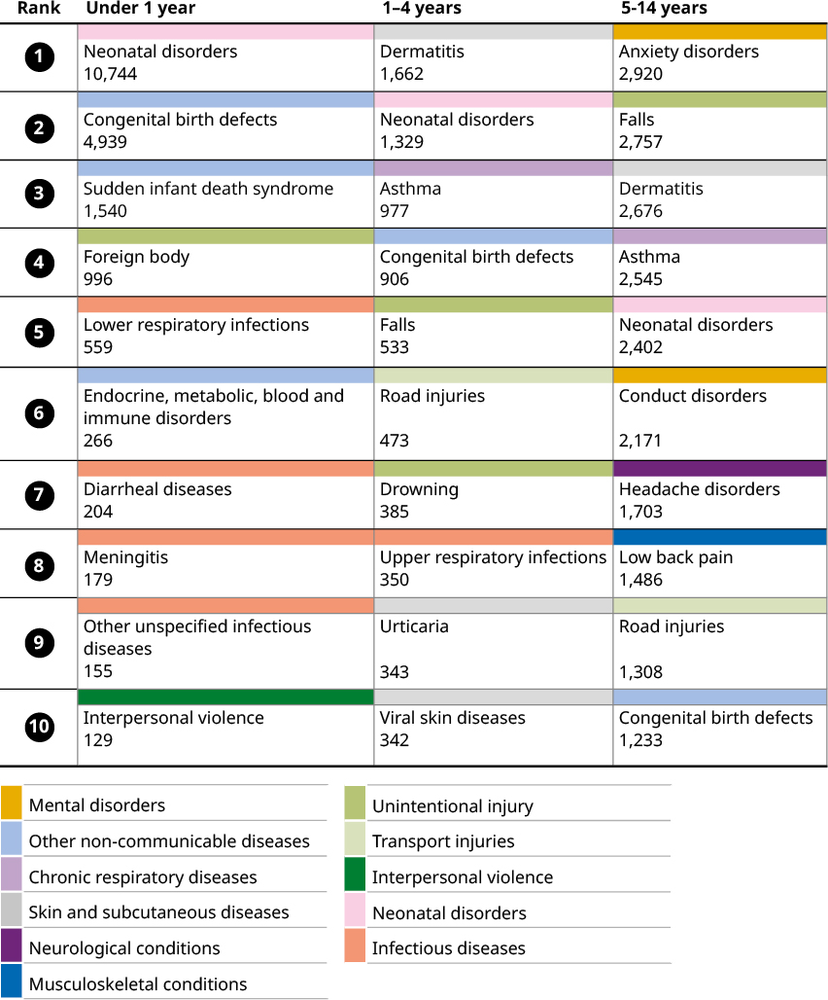 Rank Under 1 year 1–4 years 5-14 years
1 Neonatal disorders Dermatitis Anxiety disorders
10,744 1,662 2,920
2 Congenital birth defects Neonatal disorders Falls
4,939 1,329 2,757
3 Sudden infant death syndrome Asthma Dermatitis
1,540 977 2,676
4 Foreign body Congenital birth defects Asthma
996 906 2,545
5 Lower respiratory infections Falls Neonatal disorders
559 533 2,402
6 Endocrine, metabolic, blood and Road injuries Conduct disorders
immune disorders
266 473 2,171
7 Diarrheal diseases Drowning Headache disorders
204 385 1,703
8 Meningitis Upper respiratory infections Low back pain
179 350 1,486
9 Other unspecified infectious Urticaria Road injuries
diseases
155 343 1,308
10 Interpersonal violence Viral skin diseases Congenital birth defects
129 342 1,233
Mental disorders Unintentional injury
Other non-communicable diseases Transport injuries
Chronic respiratory diseases Interpersonal violence
Skin and subcutaneous diseases Neonatal disorders
Neurological conditions Infectious diseases
Musculoskeletal conditions